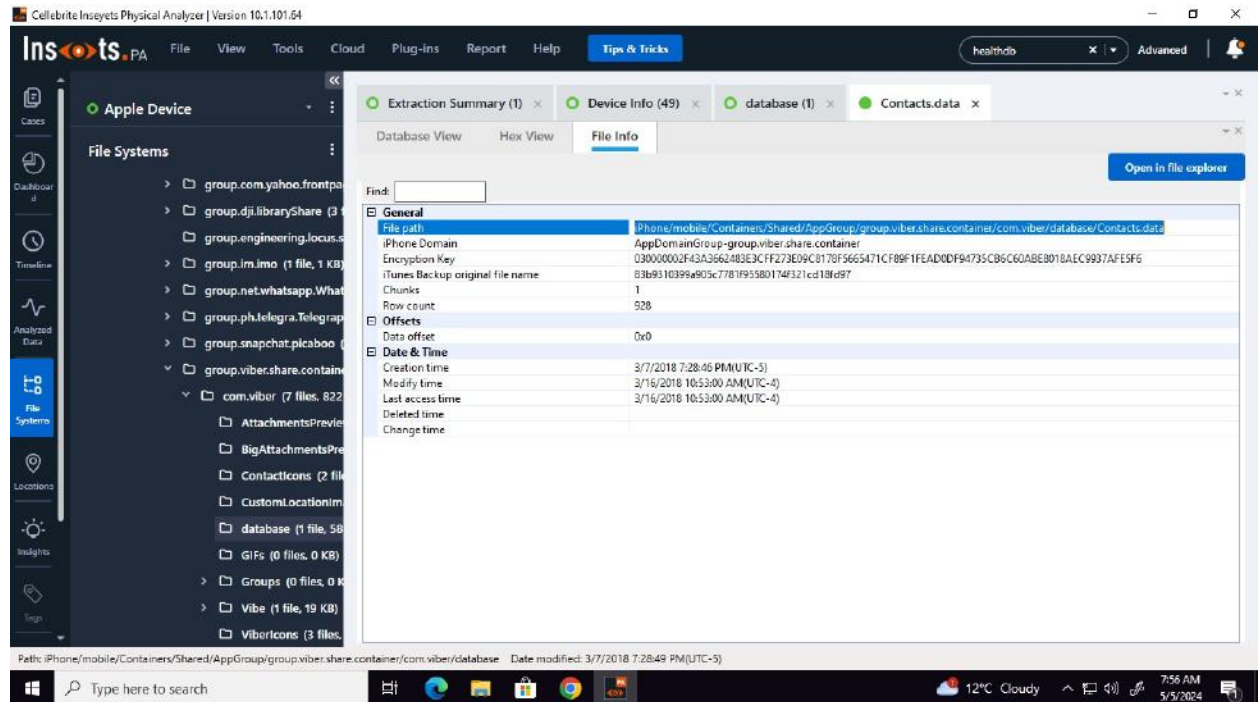 Cellebrite Inseyets Physical Analyzer | Version 10.1.101.64
Ins ts. PA File View Tools Cloud Plug-ins Report Help Tips & Tricks healthdb Advanced
Cases
Dashboar
d
Timeline
Analyzed
Data
File
Systems
Locations
Insights
Tags
Apple Device
File Systems
group.com.yahoo.frontpa
group.dji.libraryShare (3 f
group.engineering.locus.s
group.im.imo (1 file, 1 KB)
group.net.whatsapp.What
group.ph.telegra.Telegrap
group.snapchat.picaboo (
group.viber.share.containe
com.viber (7 files, 822
AttachmentsPrevie
BigAttachmentsPre
ContactIcons (2 file
CustomLocationIm
database (1 file, 58
GIFs (0 files, 0 KB)
Groups (0 files, 0 K
Vibe (1 file, 19 KB)
ViberIcons (3 files,
Extraction Summary (1) Device Info (49) database (1) Contacts.data
Database View Hex View File Info
Open in file explorer
Find:
General
File path iPhone/mobile/Containers/Shared/AppGroup/group.viber.share.container/com.viber/database/Contacts.data
iPhone Domain AppDomainGroup-group.viber.share.container
Encryption Key
iTunes Backup original file name 83b9310399a905c7781f95580174f321cd18fd97
Chunks 1
Row count 928
Offsets
Data offset 0x0
Date & Time
Creation time 3/7/2018 7:28:46 PM(UTC-5)
Modify time 3/16/2018 10:53:00 AM(UTC-4)
Last access time 3/16/2018 10:53:00 AM(UTC-4)
Deleted time
Change time
Path: iPhone/mobile/Containers/Shared/AppGroup/group.viber.share.container/com.viber/database Date modified: 3/7/2018 7:28:49 PM(UTC-5)
Type here to search 12°C Cloudy 7:56 AM
5/5/2024